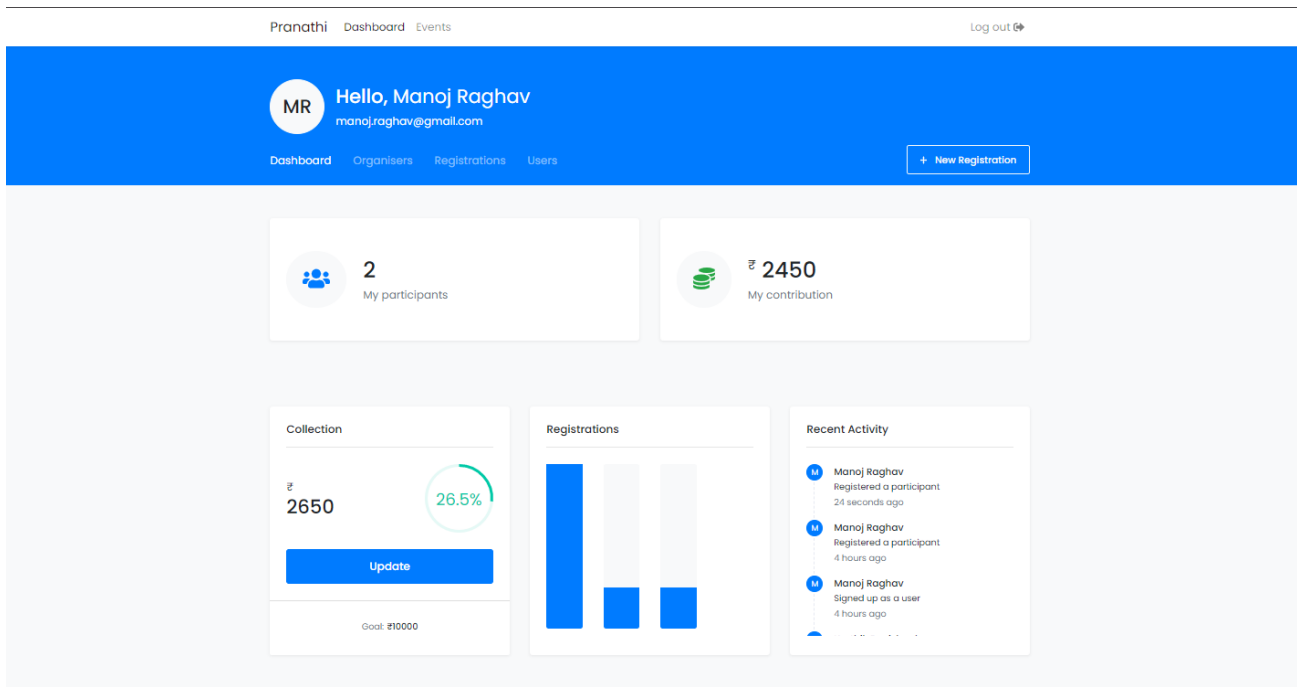 Pranathi Dashboard Events Log out
MR
Hello, Manoj Raghav
manoj.raghav@gmail.com
Dashboard Organisers Registrations Users + New Registration
2
My participants
₹ 2450
My contribution
Collection
₹
2650
26.5%
Update
Goal: ₹10000
Registrations
Recent Activity
M Manoj Raghav
Registered a participant
24 seconds ago
M Manoj Raghav
Registered a participant
4 hours ago
M Manoj Raghav
Signed up as a user
4 hours ago